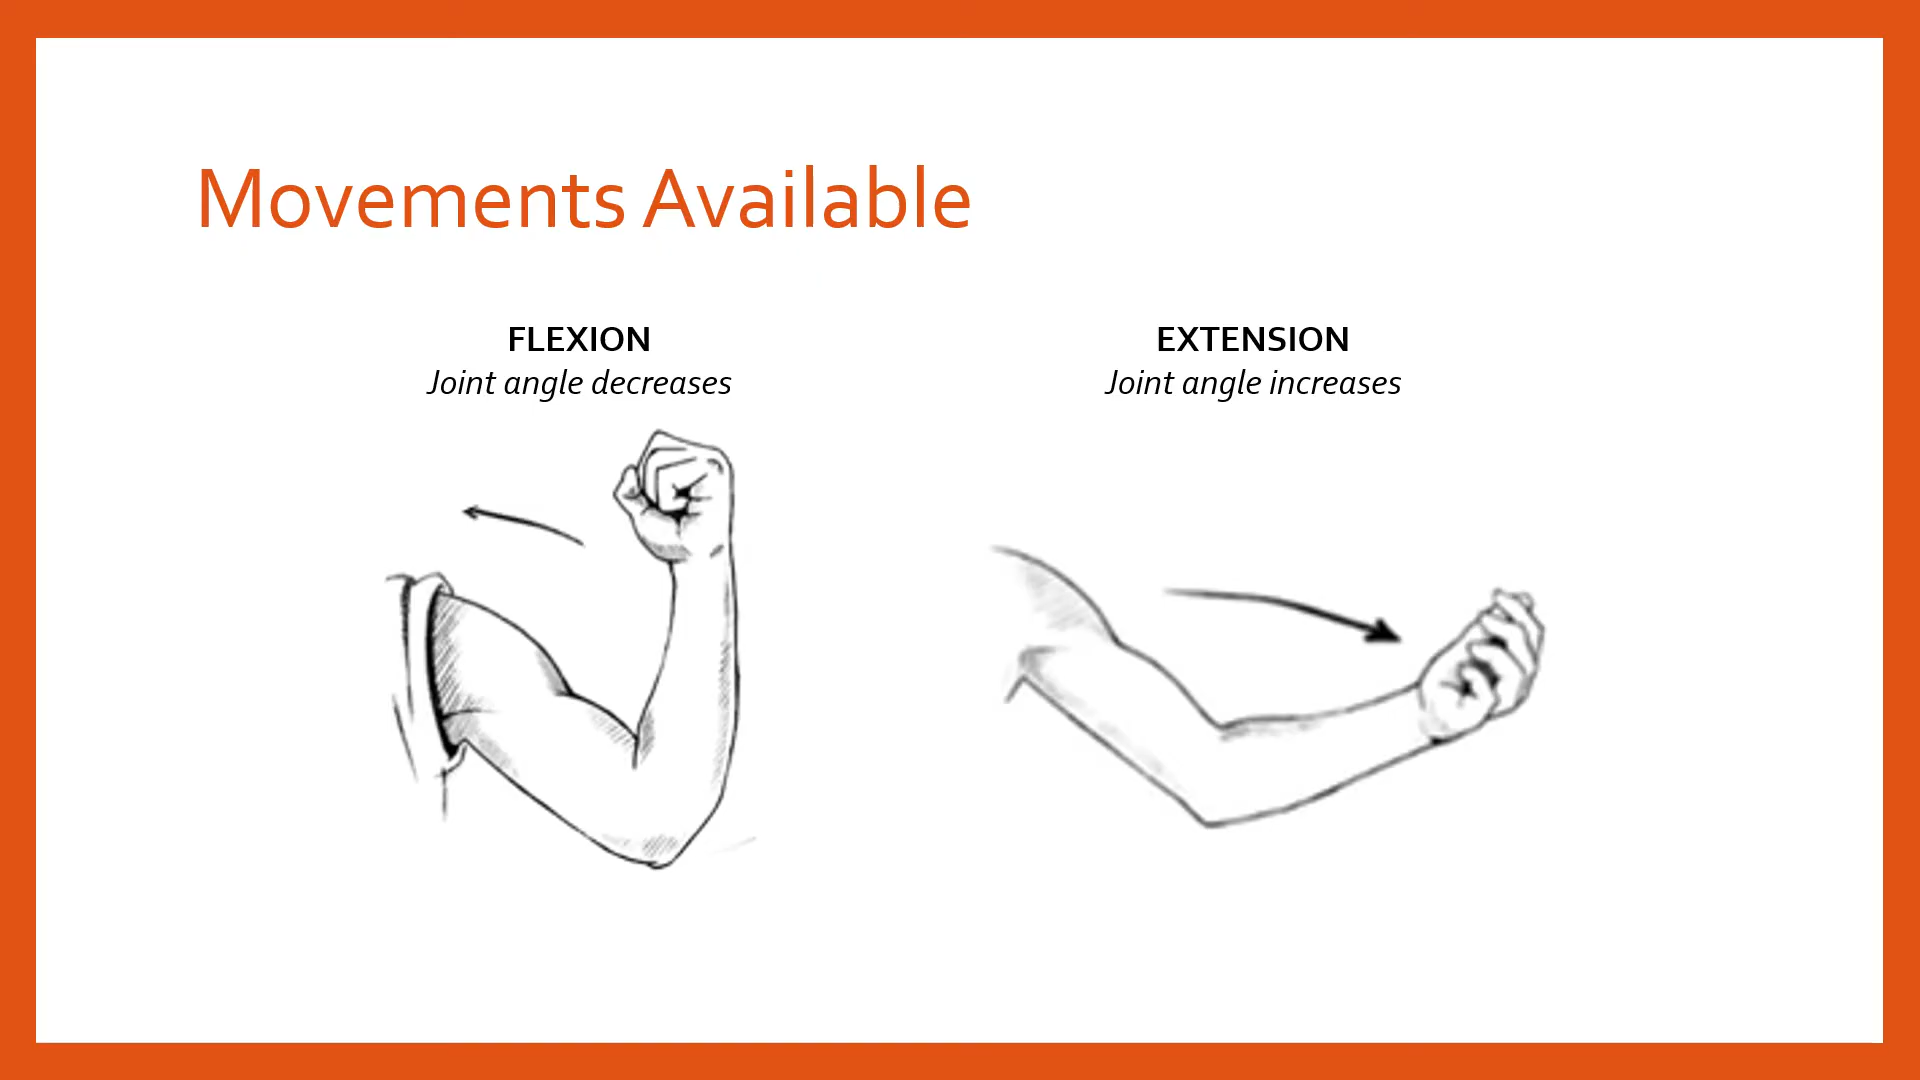 Movements Available
FLEXION
Joint angle decreases
EXTENSION
Joint angle increases